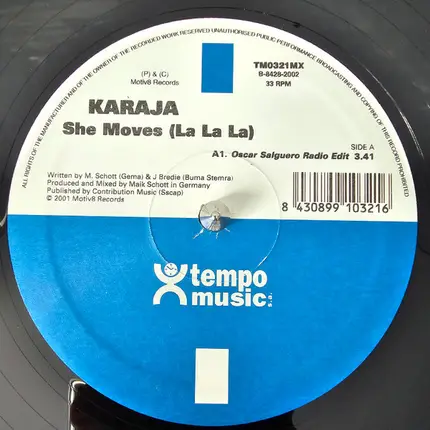 ALL RIGHTS OF THE MANUFACTURER AND OF THE OWNER OF THE RECORDED WORK RESERVED UNAUTHORISED PUBLIC PERFORMANCE BROADCASTING AND COPYING OF THIS RECORD PROHIBITED
(P) & (C)
Motiv8 Records
TM0321MX
B-8428-2002
33 RPM
KARAJA
She Moves (La La La)
SIDE A
A1. Oscar Salguero Radio Edit 3.41
Written by M. Schott (Gema) & J Bredie (Buma Stemra)
Produced and Mixed by Maik Schott in Germany
Published by Contribution Music (Sscap)
© 2001 Motiv8 Records
8 430899 103216
tempo
music s.a.